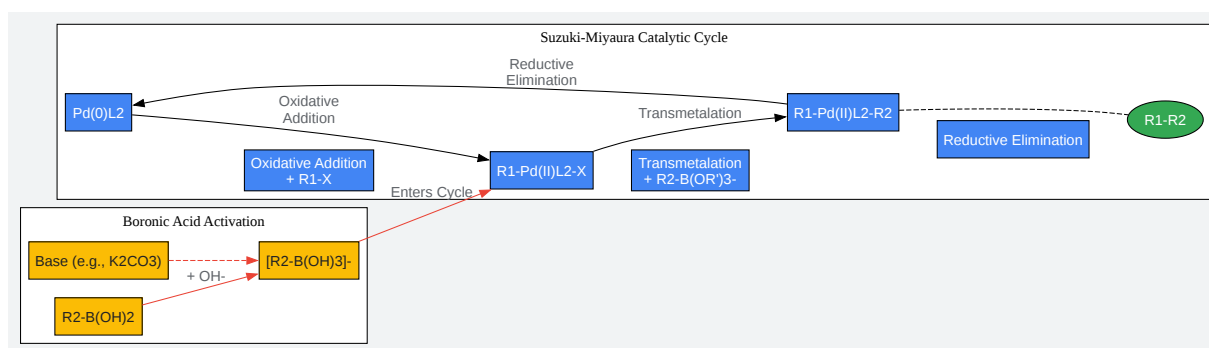 Suzuki-Miyaura Catalytic Cycle
Reductive
Elimination
Pd(0)L2
Oxidative
Addition
Transmetalation
R1-Pd(II)L2-R2
R1-R2
Reductive Elimination
Oxidative Addition
+ R1-X
R1-Pd(II)L2-X
Transmetalation
+ R2-B(OR')3-
Enters Cycle
Boronic Acid Activation
Base (e.g., K2CO3)
[R2-B(OH)3]-
+ OH-
R2-B(OH)2